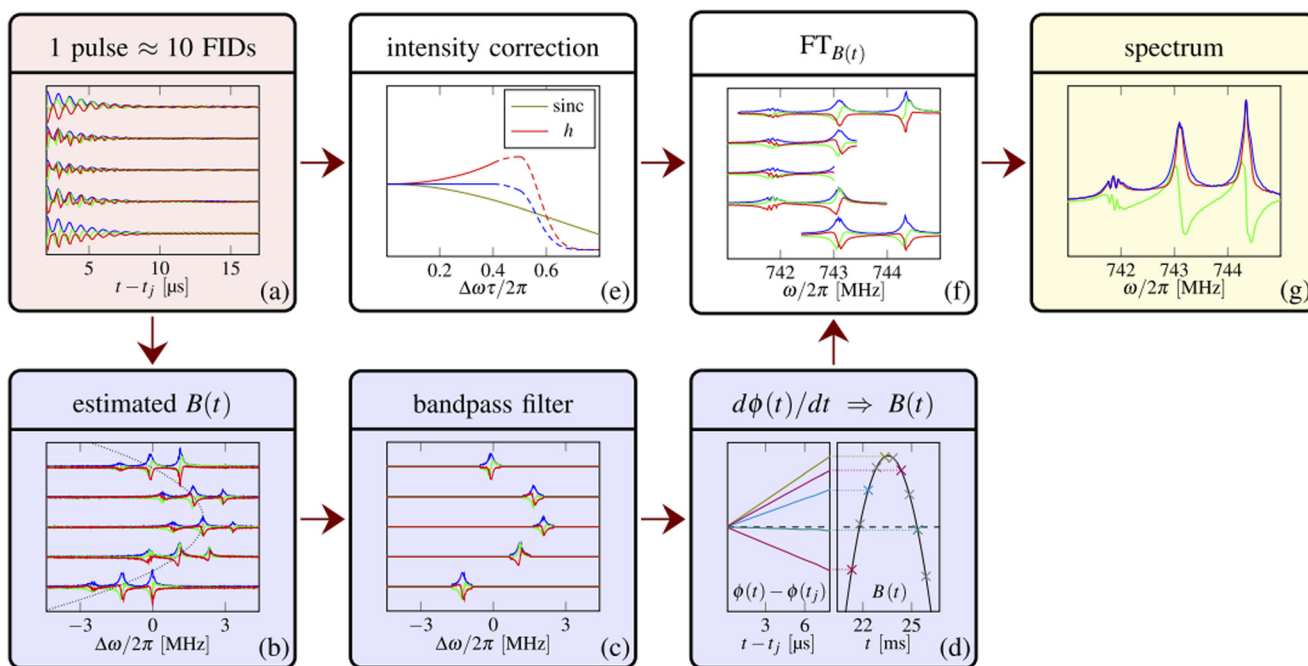 1 pulse ≈ 10 FIDs
5 10 15
t − t_j [µs]
(a)
intensity correction
sinc
h
0.2 0.4 0.6
Δωτ/2π
(e)
FT_B(t)
742 743 744
ω/2π [MHz]
(f)
spectrum
742 743 744
ω/2π [MHz]
(g)
estimated B(t)
−3 0 3
Δω/2π [MHz]
(b)
bandpass filter
−3 0 3
Δω/2π [MHz]
(c)
dϕ(t)/dt ⇒ B(t)
ϕ(t) − ϕ(t_j) B(t)
3 6 22 25
t − t_j [µs] t [ms]
(d)